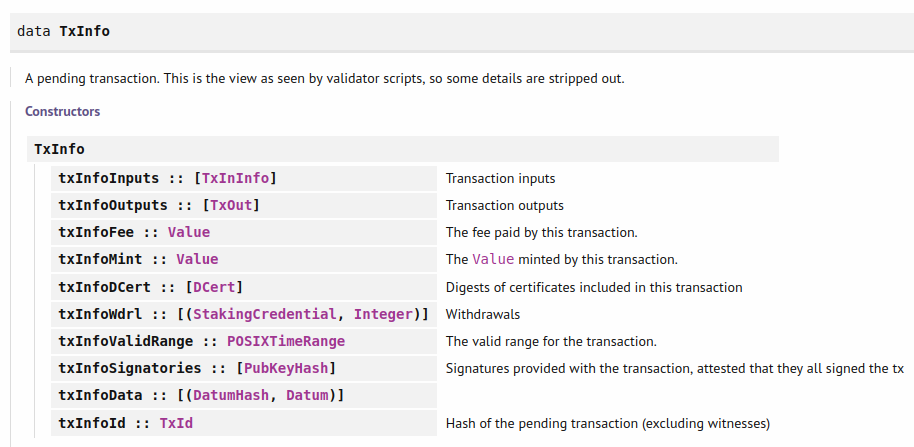 data TxInfo
A pending transaction. This is the view as seen by validator scripts, so some details are stripped out.
Constructors
TxInfo
txInfoInputs :: [TxInInfo] Transaction inputs
txInfoOutputs :: [TxOut] Transaction outputs
txInfoFee :: Value The fee paid by this transaction.
txInfoMint :: Value The Value minted by this transaction.
txInfoDCert :: [DCert] Digests of certificates included in this transaction
txInfoWdrl :: [(StakingCredential, Integer)] Withdrawals
txInfoValidRange :: POSIXTimeRange The valid range for the transaction.
txInfoSignatories :: [PubKeyHash] Signatures provided with the transaction, attested that they all signed the tx
txInfoData :: [(DatumHash, Datum)]
txInfoId :: TxId Hash of the pending transaction (excluding witnesses)